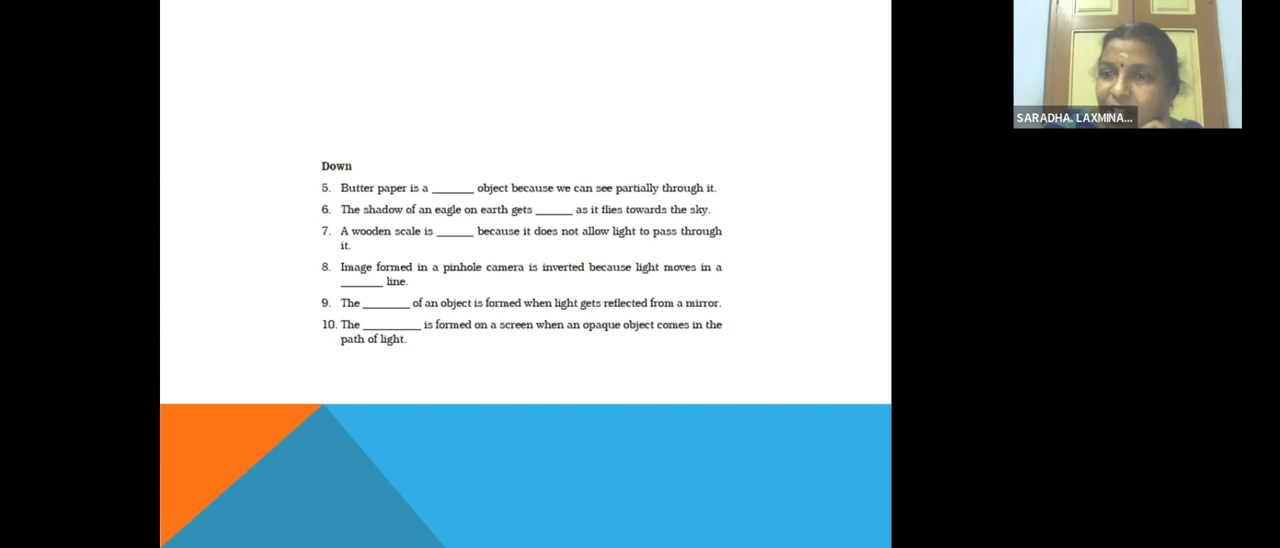 SARADHA. LAXMINA...
Down
5. Butter paper is a _______ object because we can see partially through it.
6. The shadow of an eagle on earth gets ______ as it flies towards the sky.
7. A wooden scale is ______ because it does not allow light to pass through
it.
8. Image formed in a pinhole camera is inverted because light moves in a
_______ line.
9. The ________ of an object is formed when light gets reflected from a mirror.
10. The __________ is formed on a screen when an opaque object comes in the
path of light.